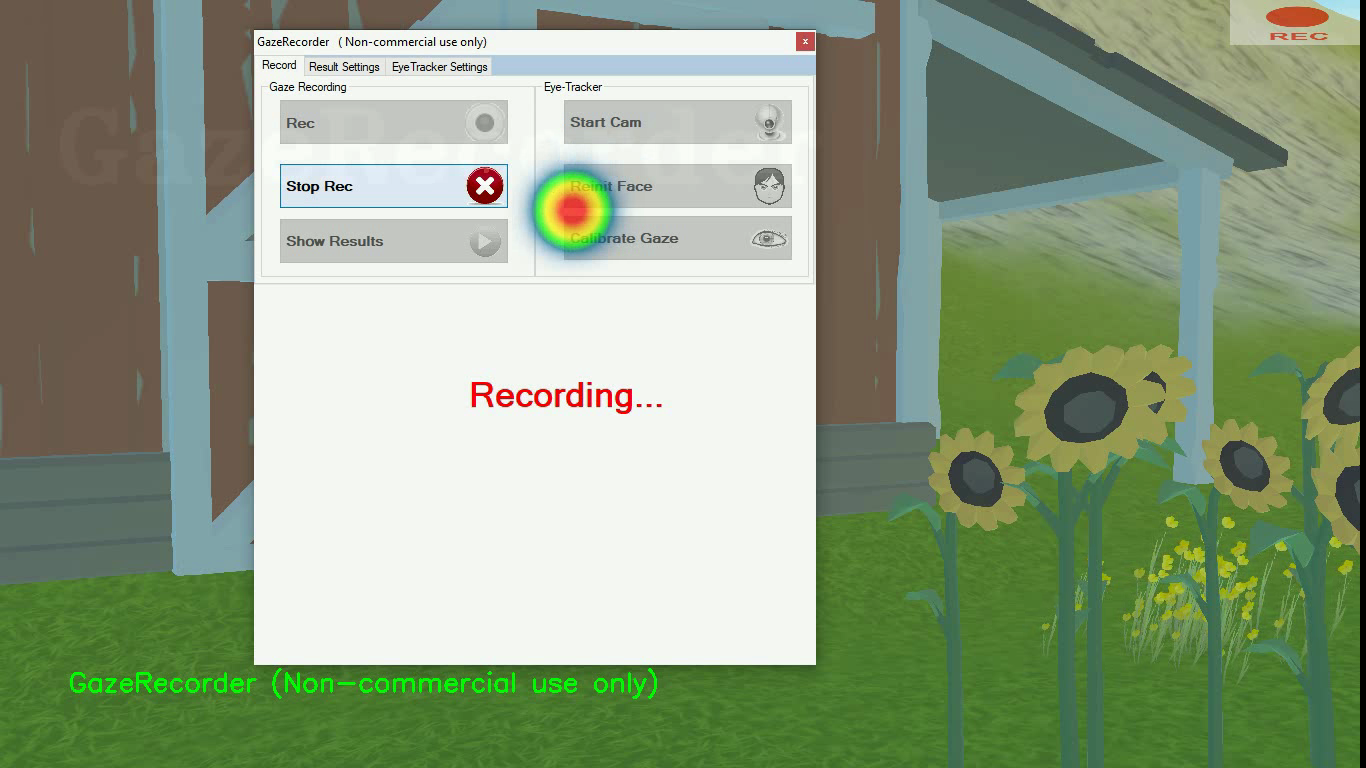 REC
GazeRecorder ( Non-commercial use only)
x
Record Result Settings EyeTracker Settings
Gaze Recording Eye-Tracker
GazeRecorder
Rec Start Cam
Stop Rec Reinit Face
Show Results Calibrate Gaze
Recording...
GazeRecorder (Non-commercial use only)